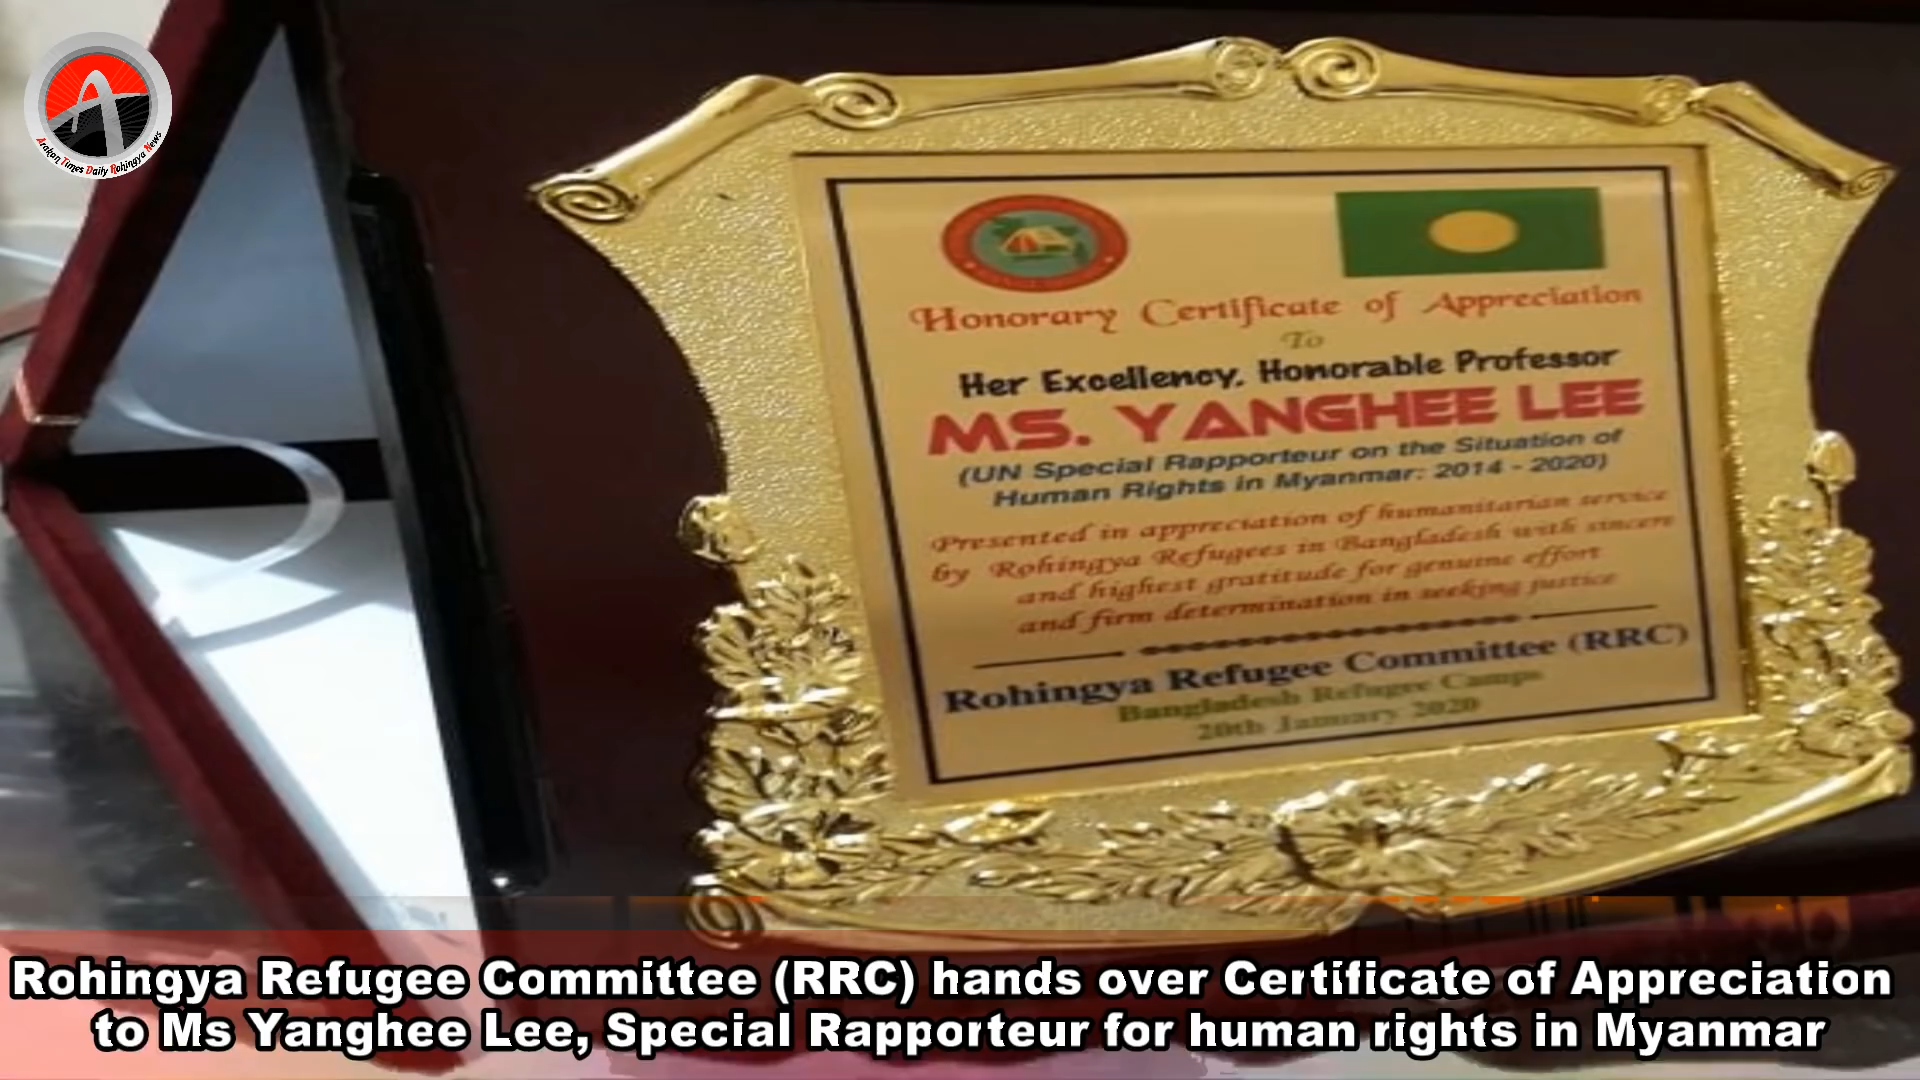 Arakan Times Daily Rohingya News
Honorary Certificate of Appreciation
To
Her Excellency, Honorable Professor
MS. YANGHEE LEE
(UN Special Rapporteur on the Situation of
Human Rights in Myanmar: 2014 - 2020)
Presented in appreciation of humanitarian service
by Rohingya Refugees in Bangladesh with sincere
and highest gratitude for genuine effort
and firm determination in seeking justice
Rohingya Refugee Committee (RRC)
Bangladesh Refugee Camps
20th January 2020
Rohingya Refugee Committee (RRC) hands over Certificate of Appreciation
to Ms Yanghee Lee, Special Rapporteur for human rights in Myanmar